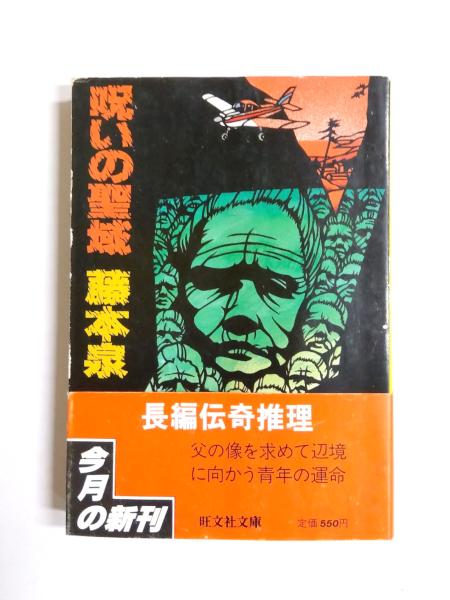 呪いの聖域
藤本泉
長編伝奇推理
父の像を求めて辺境
に向かう青年の運命
今月の新刊
旺文社文庫
定価550円